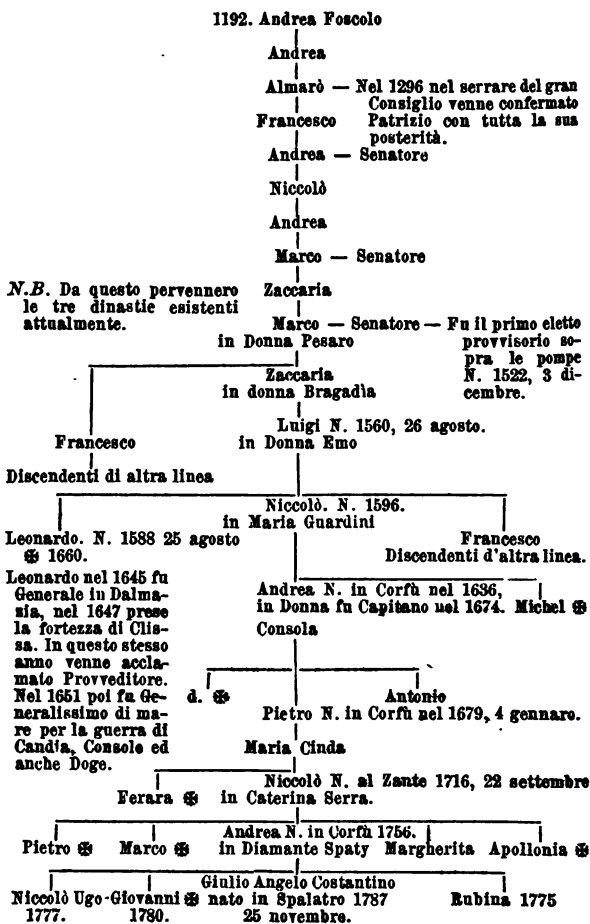 1192. Andrea Foscolo
Andrea
Almarò — Nel 1296 nel serrare del gran
Consiglio venne confermato
Francesco Patrizio con tutta la sua
posterità.
Andrea — Senatore
Niccolò
Andrea
Marco — Senatore
N.B. Da questo pervennero
le tre dinastie esistenti
attualmente.
Zaccaria
Marco — Senatore — Fu il primo eletto
in Donna Pesaro
provvisorio so-
pra le pompe
N. 1522, 3 di-
cembre.
Zaccaria
in donna Bragadìa
Luigi N. 1560, 26 agosto.
Francesco in Donna Emo
Discendenti di altra linea
Niccolò. N. 1596.
in Maria Guardini
Leonardo. N. 1588 25 agosto
✠ 1660.
Francesco
Discendenti d'altra linea.
Leonardo nel 1645 fu
Generale in Dalma-
zia, nel 1647 prese
la fortezza di Clis-
sa. In questo stesso
anno venne accla-
mato Provveditore.
Nel 1651 poi fu Ge-
neralissimo di ma-
re per la guerra di
Candia, Console ed
anche Doge.
Andrea N. in Corfù nel 1636,
in Donna fu Capitano nel 1674. Michel ✠
Consola
d. ✠ Antonio
Pietro N. in Corfù nel 1679, 4 gennaro.
Maria Cinda
Niccolò N. al Zante 1716, 22 settembre
Ferara ✠ in Caterina Serra.
Andrea N. in Corfù 1756.
Pietro ✠ Marco ✠ in Diamante Spaty Margherita Apollonia ✠
Giulio Angelo Costantino
Niccolò Ugo-Giovanni ✠ nato in Spalatro 1787 Rubina 1775
1777. 1780. 25 novembre.